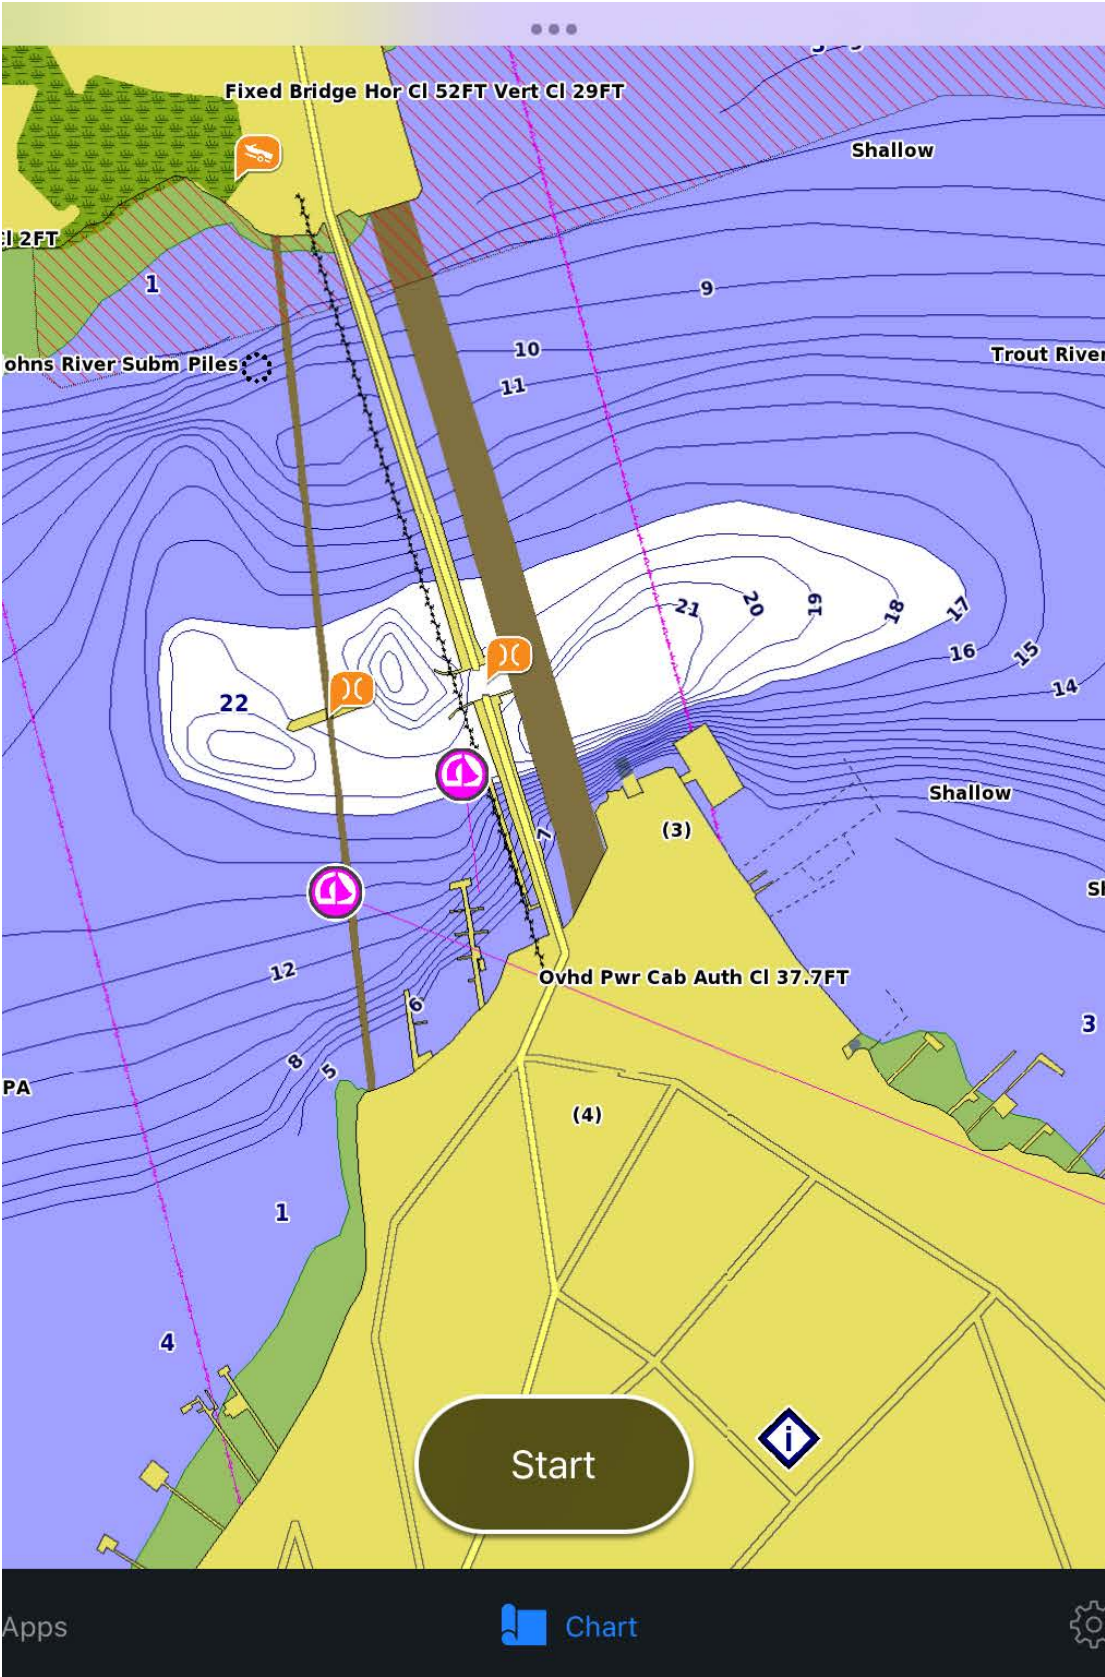 Fixed Bridge Hor Cl 52FT Vert Cl 29FT
Shallow
Cl 2FT
1
9
10
11
ohns River Subm Piles
Trout River
21
20
19
18
17
16
15
14
22
Shallow
(3)
7
12
Ovhd Pwr Cab Auth Cl 37.7FT
6
3
8
5
PA
(4)
1
4
i
Start
Apps
Chart